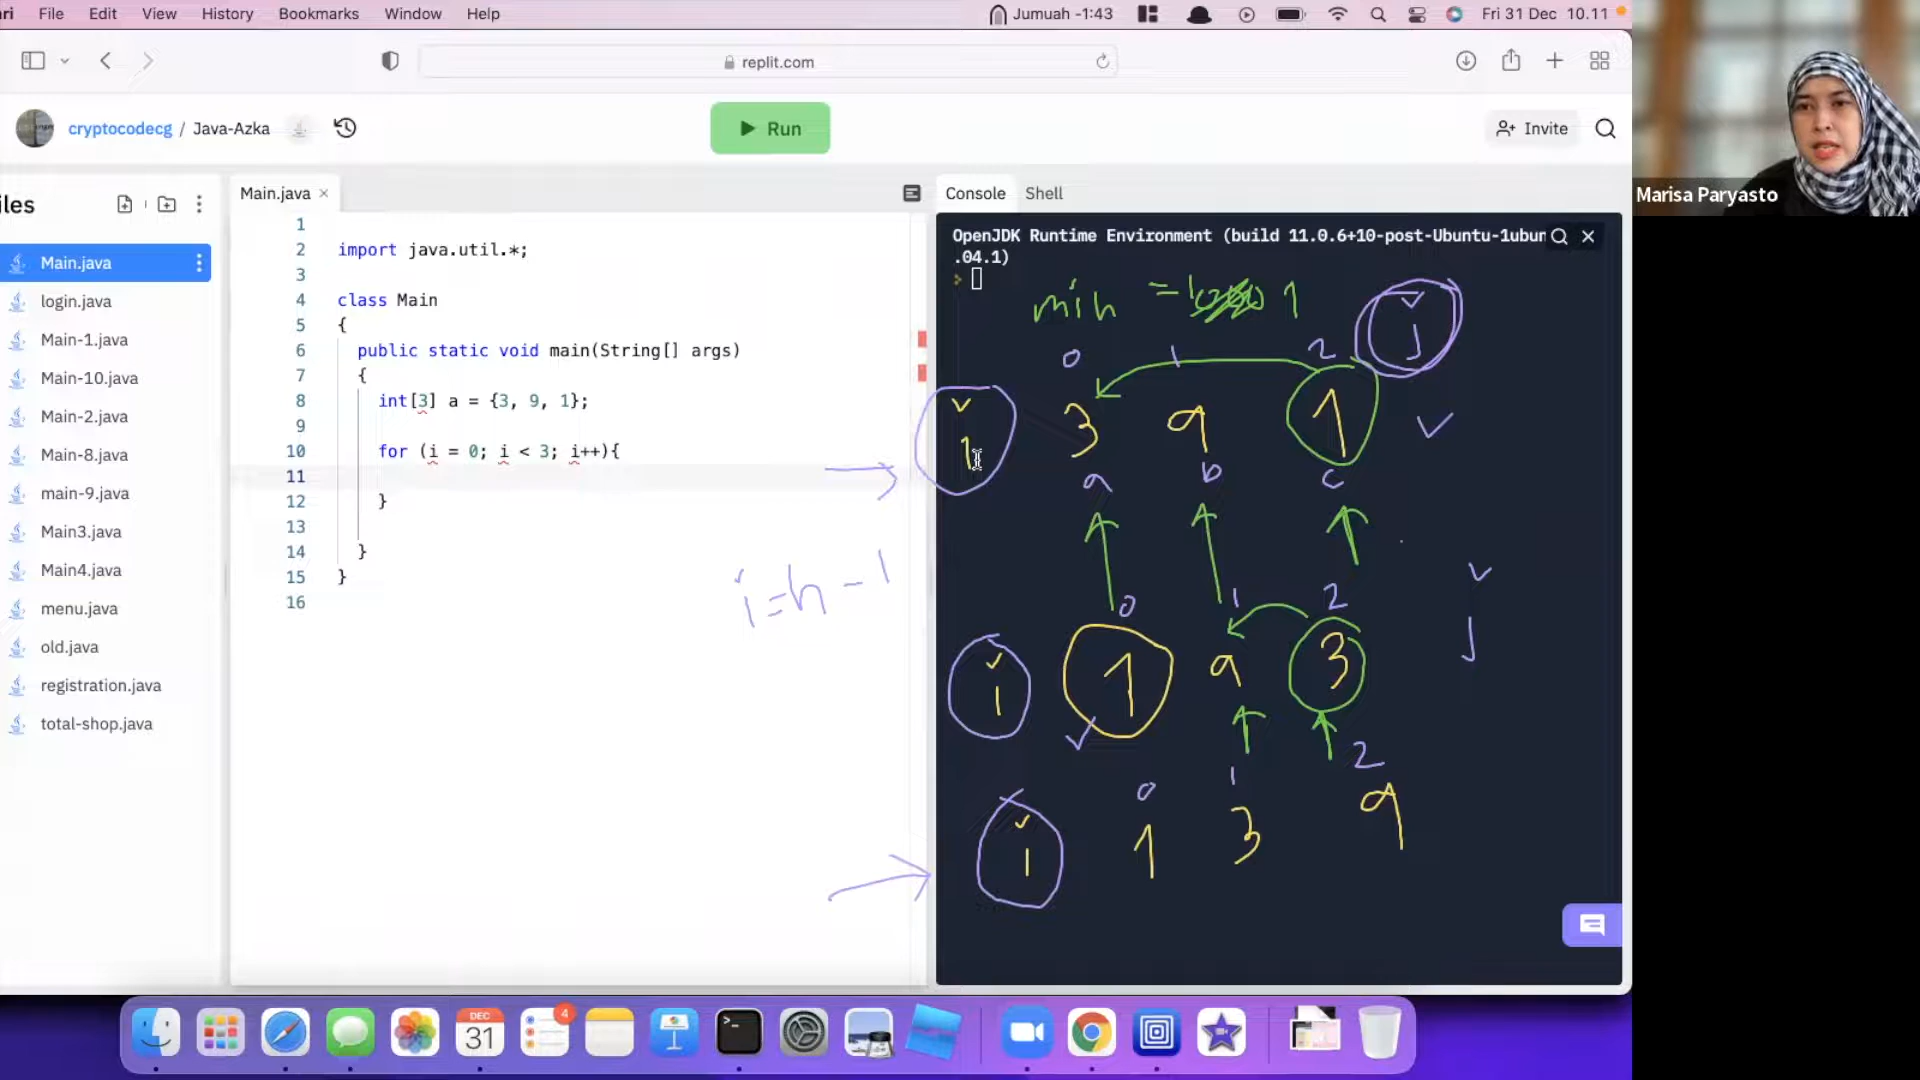 ri File Edit View History Bookmarks Window Help Jumuah -1:43 Fri 31 Dec 10.11
replit.com
cryptocodecg / Java-Azka Run Invite
iles
Main.java
login.java
Main-1.java
Main-10.java
Main-2.java
Main-8.java
main-9.java
Main3.java
Main4.java
menu.java
old.java
registration.java
total-shop.java
Main.java
1
2 import java.util.*;
3
4 class Main
5 {
6 public static void main(String[] args)
7 {
8 int[3] a = {3, 9, 1};
9
10 for (i = 0; i < 3; i++){
11
12 }
13
14 }
15 }
16
i = n - 1
Console Shell
OpenJDK Runtime Environment (build 11.0.6+10-post-Ubuntu-1ubun
.04.1)
min = 1
0 1 2 j
i 3 9 1
a b c
0 1 2
i 1 9 3 j
0 1 2
i 1 3 9
Marisa Paryasto
DEC
31
4